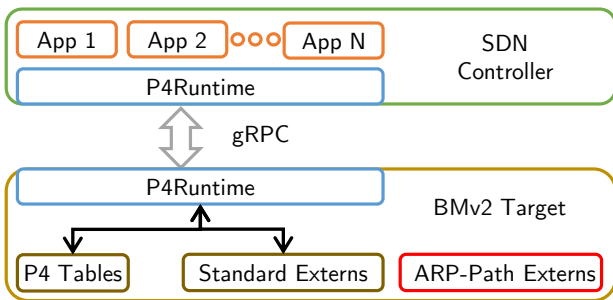 App 1
App 2
App N
SDN
Controller
P4Runtime
gRPC
P4Runtime
BMv2 Target
P4 Tables
Standard Externs
ARP-Path Externs